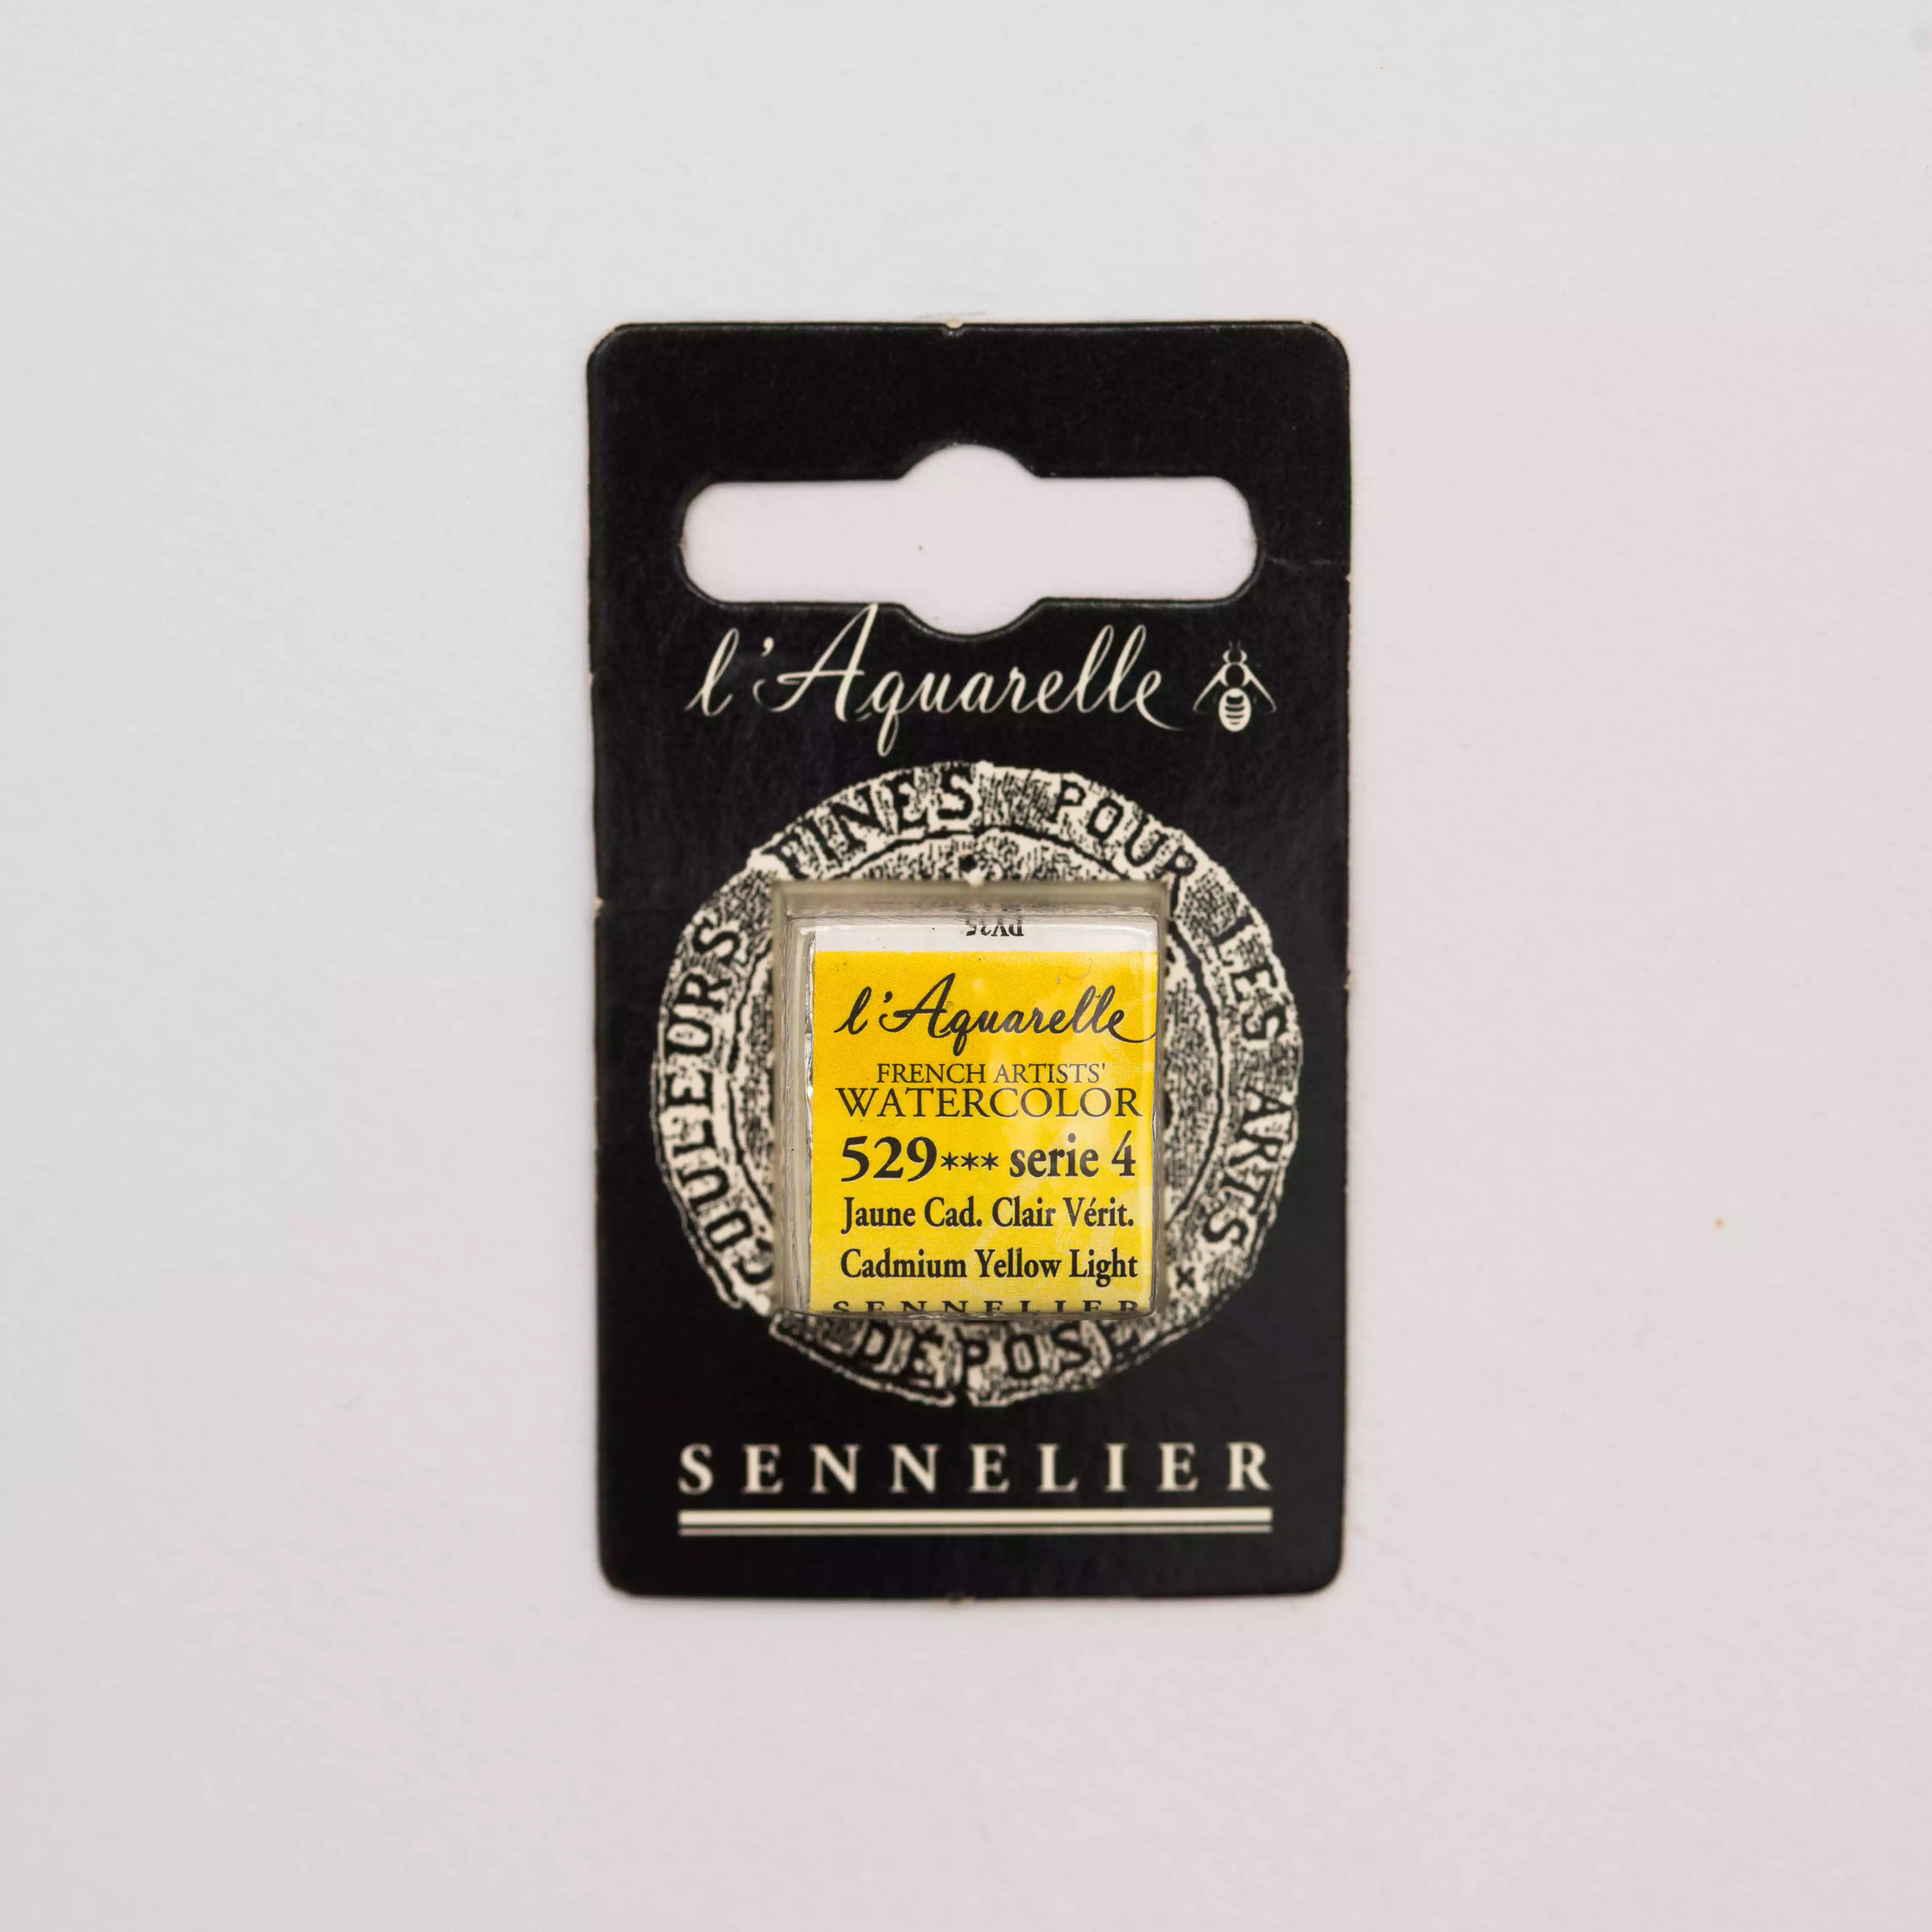 l'Aquarelle
COULEURS FINES POUR LES ARTS
PY35
l'Aquarelle
FRENCH ARTISTS'
WATERCOLOR
529*** serie 4
Jaune Cad. Clair Vérit.
Cadmium Yellow Light
SENNELIER
DÉPOSÉ
SENNELIER